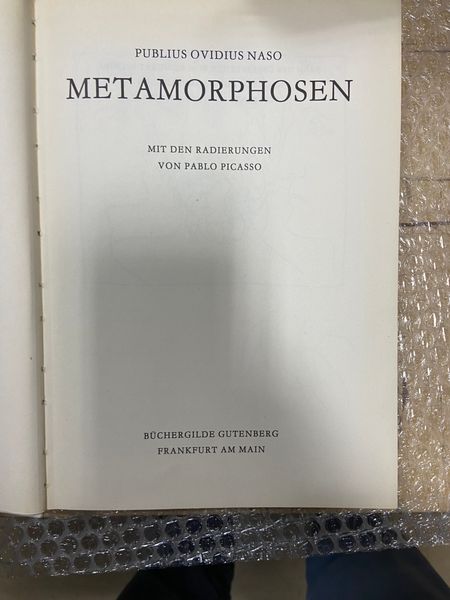 PUBLIUS OVIDIUS NASO
METAMORPHOSEN
MIT DEN RADIERUNGEN
VON PABLO PICASSO
BÜCHERGILDE GUTENBERG
FRANKFURT AM MAIN